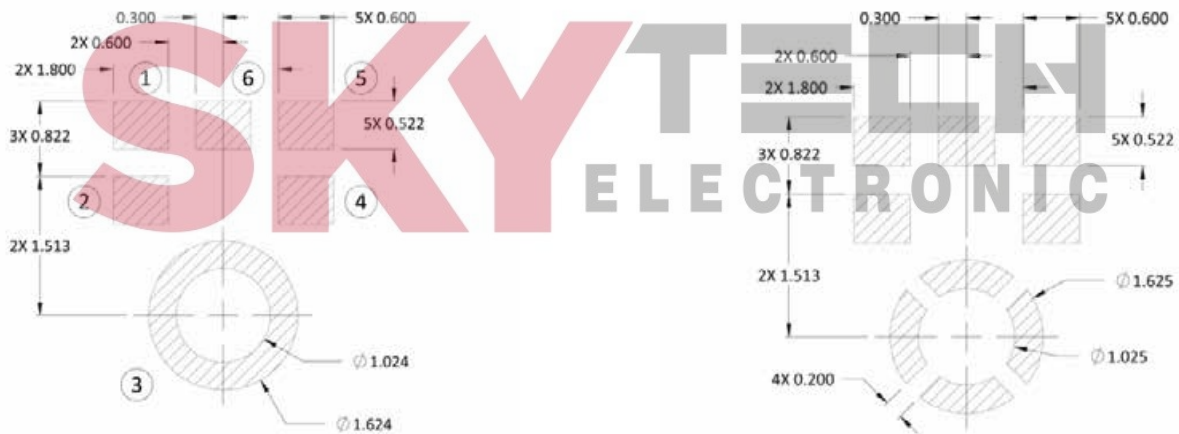 0.300
5X 0.600
2X 0.600
2X 1.800
1
6
5
3X 0.822
5X 0.522
2
4
2X 1.513
∅ 1.024
3
∅ 1.624
0.300
5X 0.600
2X 0.600
2X 1.800
3X 0.822
5X 0.522
2X 1.513
∅ 1.625
∅ 1.025
4X 0.200
SKYTECH
ELECTRONIC